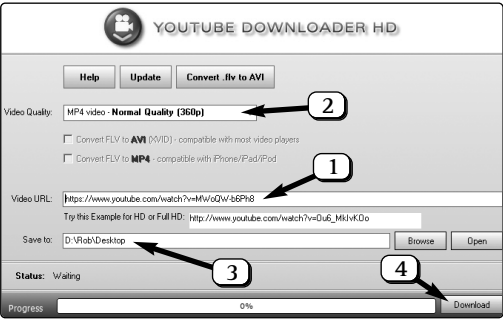 YOUTUBE DOWNLOADER HD
Help Update Convert .flv to AVI
Video Quality: MP4 video - Normal Quality (360p)
2
Convert FLV to AVI (XVID) - compatible with most video players
Convert FLV to MP4 - compatible with iPhone/iPad/iPod
1
Video URL: https://www.youtube.com/watch?v=MWoQW-b6Ph8
Try this Example for HD or Full HD: http://www.youtube.com/watch?v=0u6_MkIvKOo
Save to: D:\Rob\Desktop Browse Open
3
4
Status: Waiting
Progress 0% Download